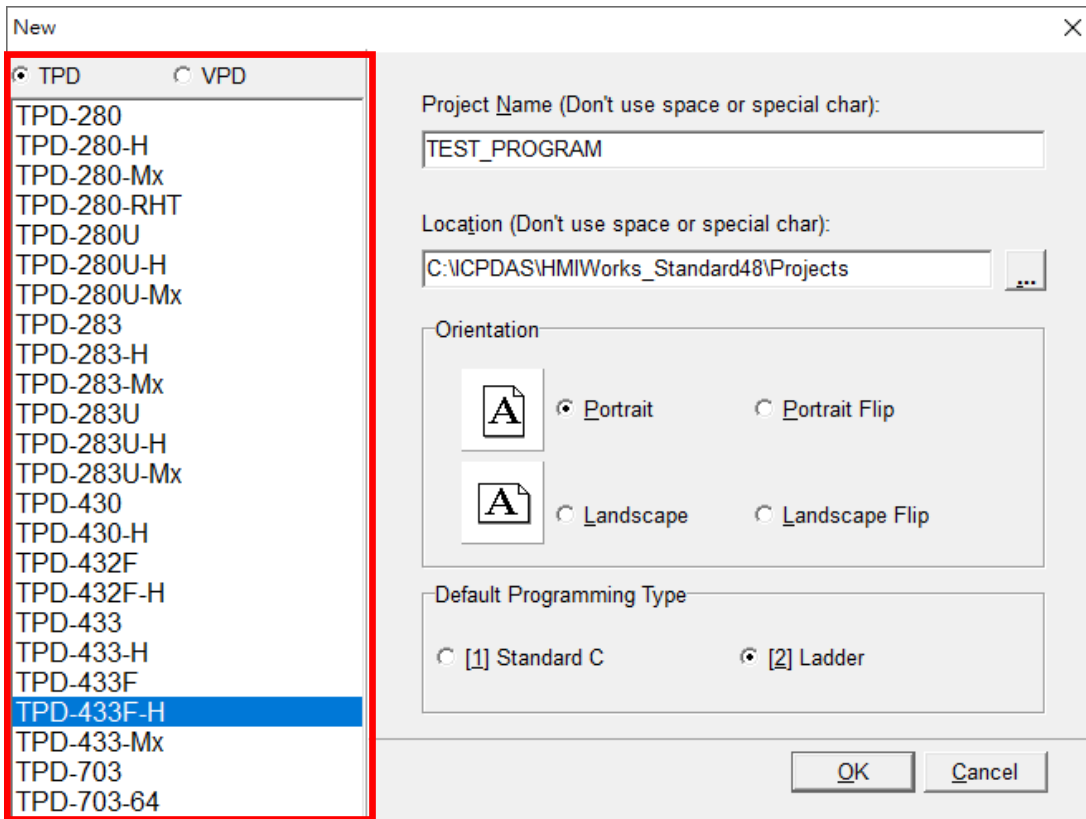 New
TPD VPD
TPD-280
TPD-280-H
TPD-280-Mx
TPD-280-RHT
TPD-280U
TPD-280U-H
TPD-280U-Mx
TPD-283
TPD-283-H
TPD-283-Mx
TPD-283U
TPD-283U-H
TPD-283U-Mx
TPD-430
TPD-430-H
TPD-432F
TPD-432F-H
TPD-433
TPD-433-H
TPD-433F
TPD-433F-H
TPD-433-Mx
TPD-703
TPD-703-64
Project Name (Don't use space or special char):
TEST_PROGRAM
Location (Don't use space or special char):
C:\ICPDAS\HMIWorks_Standard48\Projects
...
Orientation
A Portrait Portrait Flip
A Landscape Landscape Flip
Default Programming Type
[1] Standard C [2] Ladder
OK Cancel